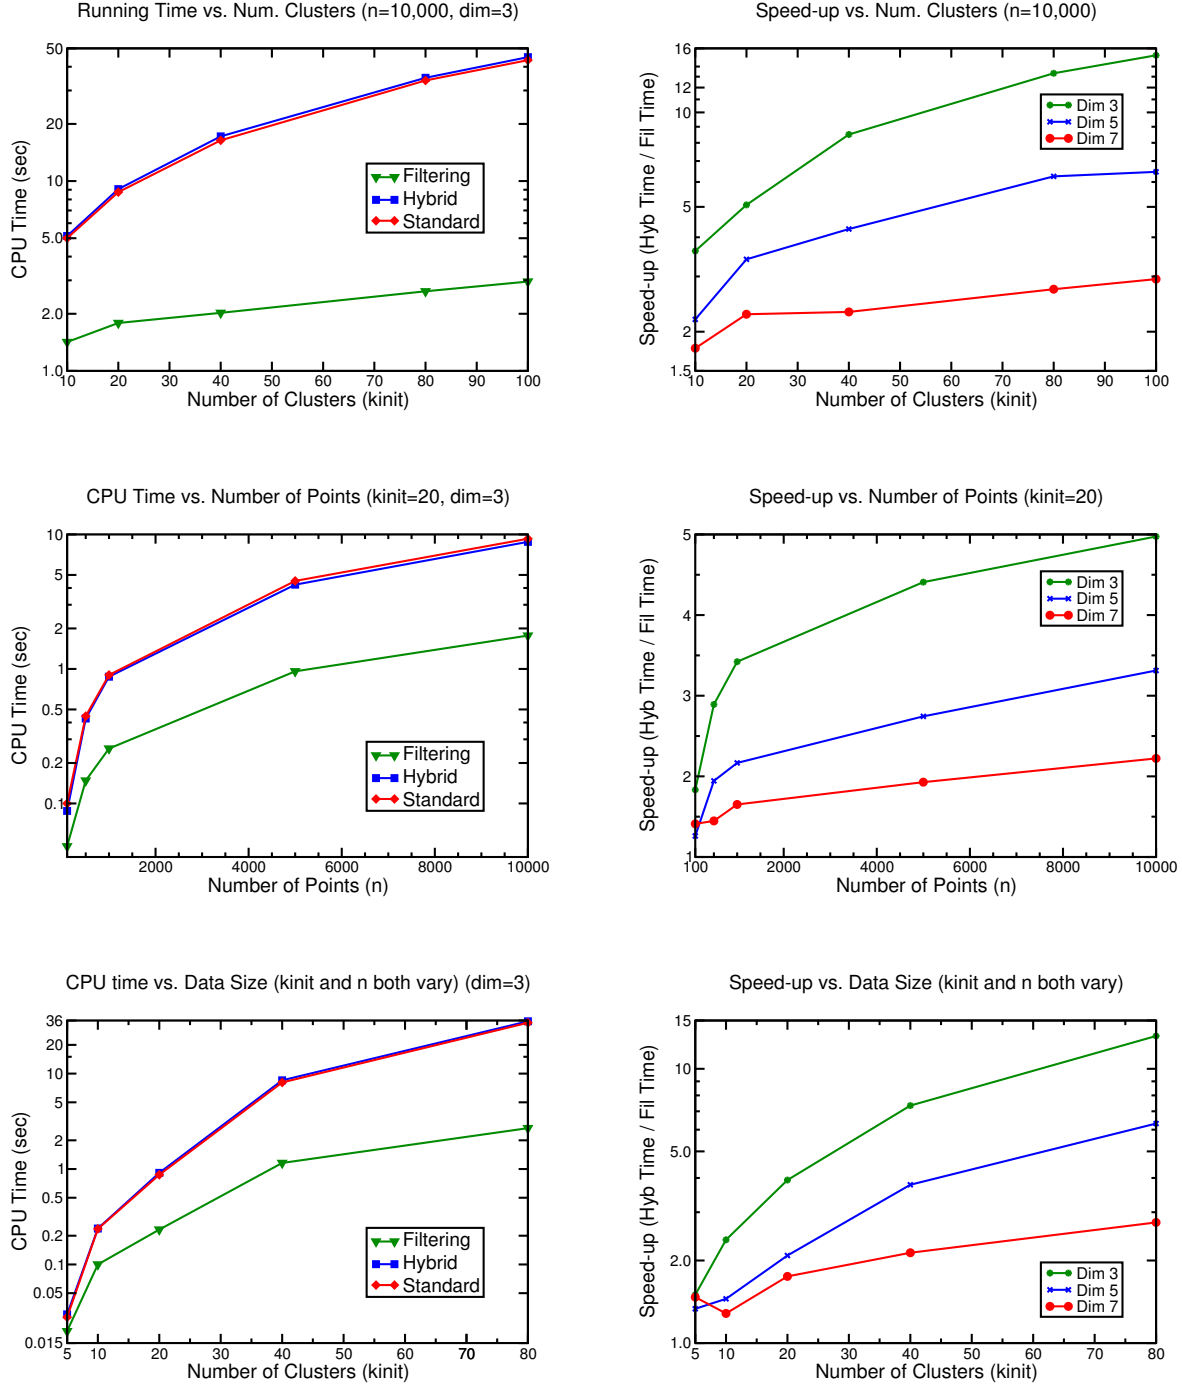 Running Time vs. Num. Clusters (n=10,000, dim=3)
50
20
10
5.0
2.0
1.0
CPU Time (sec)
Filtering
Hybrid
Standard
10 20 30 40 50 60 70 80 90 100
Number of Clusters (kinit)
Speed-up vs. Num. Clusters (n=10,000)
16
12
10
5
2
1.5
Speed-up (Hyb Time / Fil Time)
Dim 3
Dim 5
Dim 7
10 20 30 40 50 60 70 80 90 100
Number of Clusters (kinit)
CPU Time vs. Number of Points (kinit=20, dim=3)
10
5
2
1
0.5
0.2
0.1
CPU Time (sec)
Filtering
Hybrid
Standard
2000 4000 6000 8000 10000
Number of Points (n)
Speed-up vs. Number of Points (kinit=20)
5
4
3
2
1
Speed-up (Hyb Time / Fil Time)
Dim 3
Dim 5
Dim 7
100 2000 4000 6000 8000 10000
Number of Points (n)
CPU time vs. Data Size (kinit and n both vary) (dim=3)
36
20
10
5
2
1
0.5
0.2
0.1
0.05
0.015
CPU Time (sec)
Filtering
Hybrid
Standard
5 10 20 30 40 50 60 70 80
Number of Clusters (kinit)
Speed-up vs. Data Size (kinit and n both vary)
15
10
5.0
2.0
1.0
Speed-up (Hyb Time / Fil Time)
Dim 3
Dim 5
Dim 7
5 10 20 30 40 50 60 70 80
Number of Clusters (kinit)